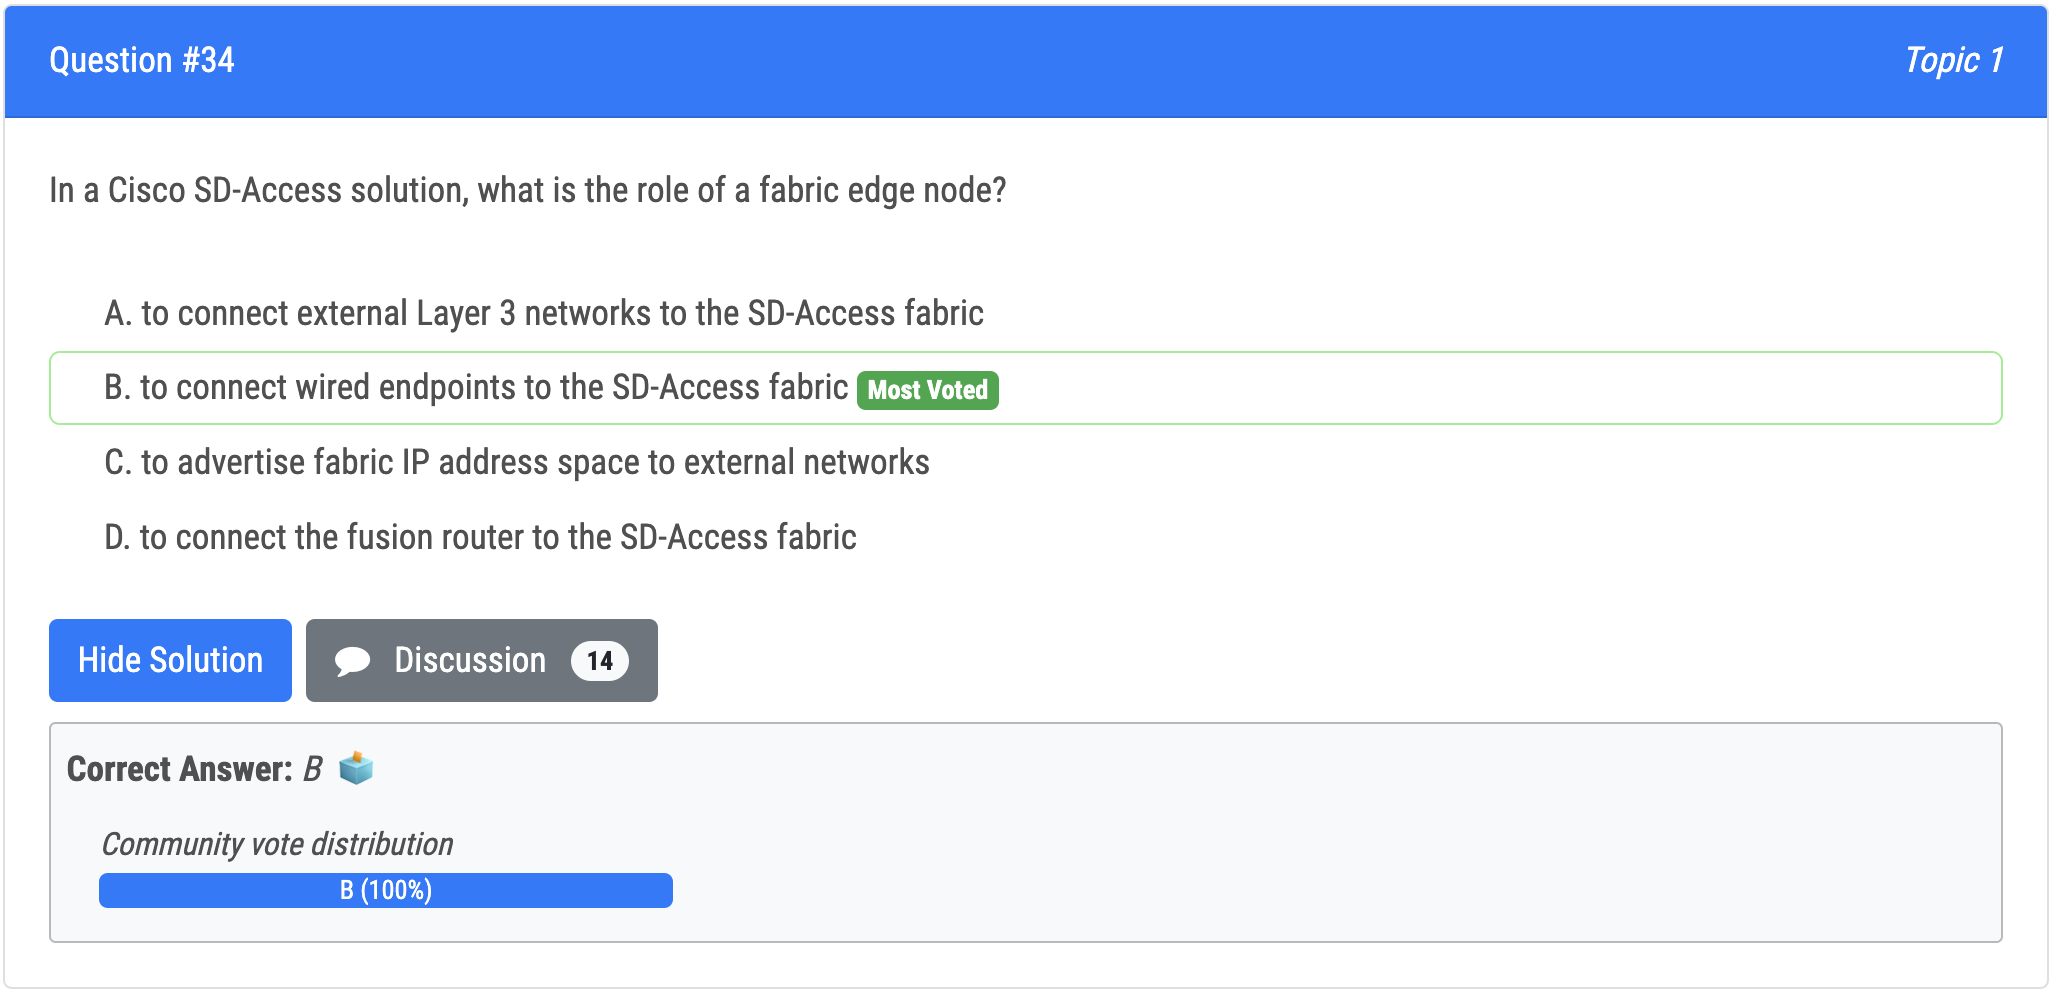 Question #34
Topic 1
In a Cisco SD-Access solution, what is the role of a fabric edge node?
A. to connect external Layer 3 networks to the SD-Access fabric
B. to connect wired endpoints to the SD-Access fabric Most Voted
C. to advertise fabric IP address space to external networks
D. to connect the fusion router to the SD-Access fabric
Hide Solution
Discussion 14
Correct Answer: B
Community vote distribution
B (100%)